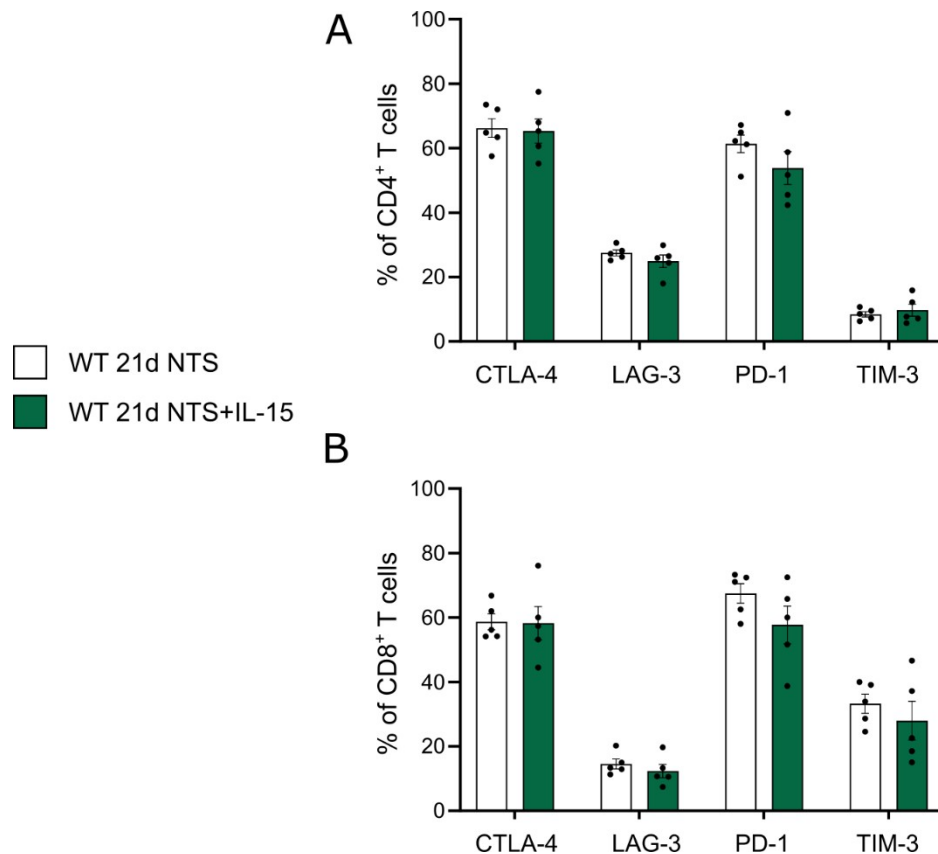 A
% of CD4⁺ T cells
100
80
60
40
20
0
CTLA-4 LAG-3 PD-1 TIM-3
WT 21d NTS
WT 21d NTS+IL-15
B
% of CD8⁺ T cells
100
80
60
40
20
0
CTLA-4 LAG-3 PD-1 TIM-3